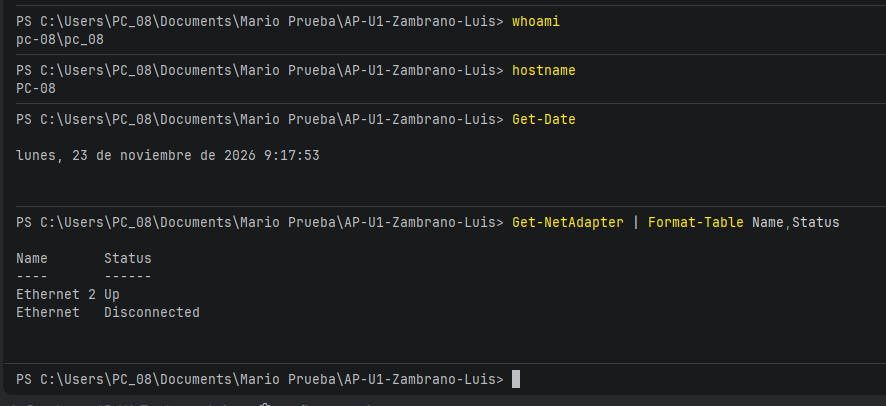 PS C:\Users\PC_08\Documents\Mario Prueba\AP-U1-Zambrano-Luis> whoami
pc-08\pc_08
PS C:\Users\PC_08\Documents\Mario Prueba\AP-U1-Zambrano-Luis> hostname
PC-08
PS C:\Users\PC_08\Documents\Mario Prueba\AP-U1-Zambrano-Luis> Get-Date
lunes, 23 de noviembre de 2026 9:17:53
PS C:\Users\PC_08\Documents\Mario Prueba\AP-U1-Zambrano-Luis> Get-NetAdapter | Format-Table Name,Status
Name       Status
----       ------
Ethernet 2 Up
Ethernet   Disconnected
PS C:\Users\PC_08\Documents\Mario Prueba\AP-U1-Zambrano-Luis>